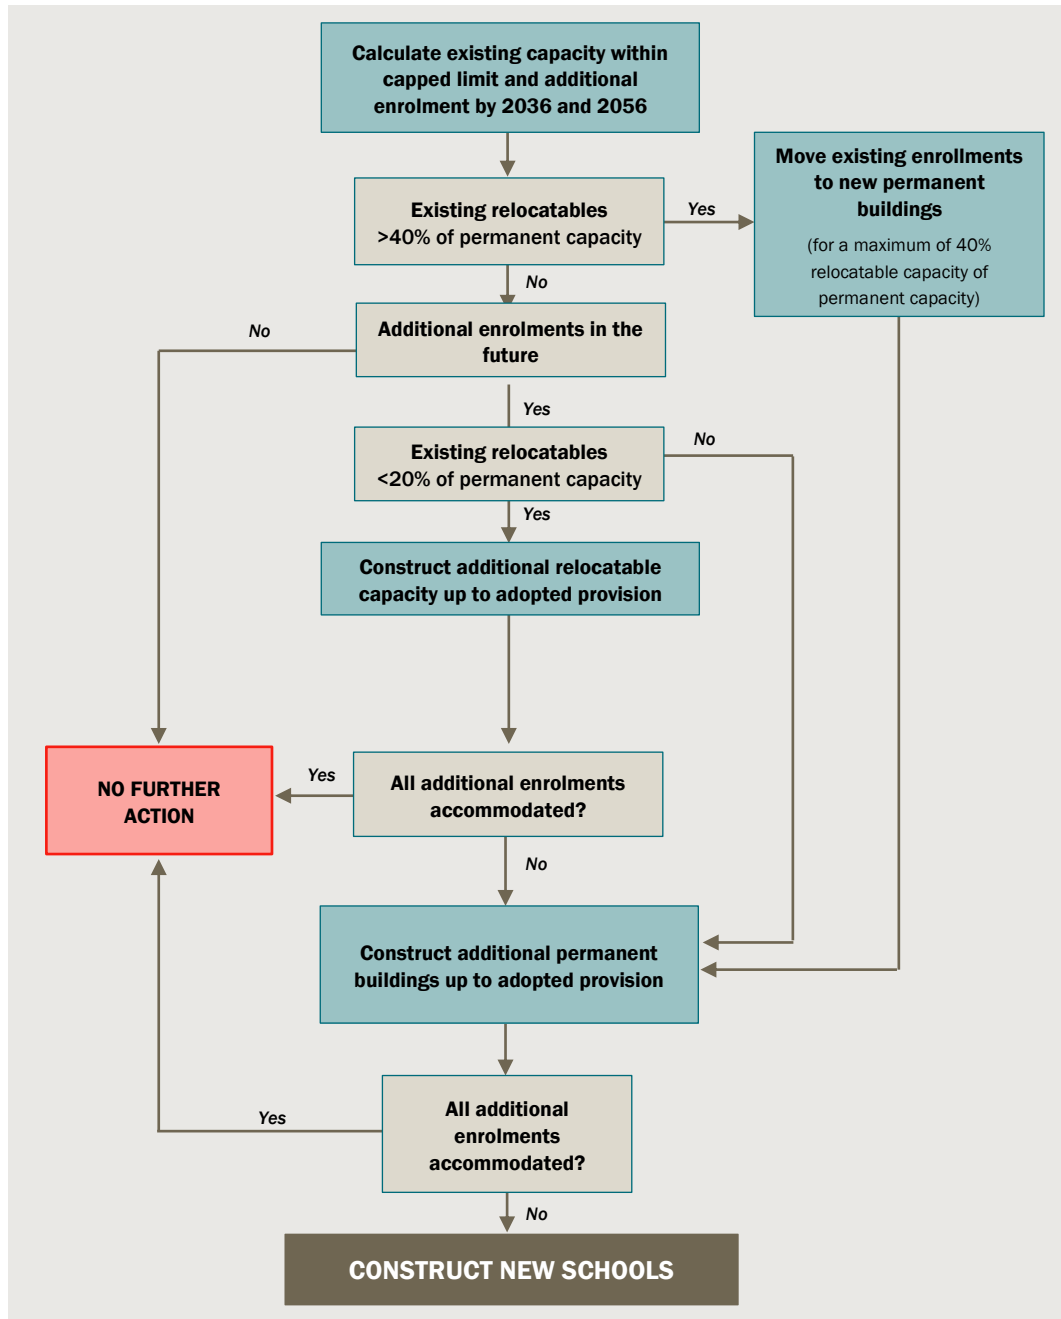 Calculate existing capacity within
capped limit and additional
enrolment by 2036 and 2056
Move existing enrollments
to new permanent
buildings
(for a maximum of 40%
relocatable capacity of
permanent capacity)
Existing relocatables
>40% of permanent capacity
Yes
No
Additional enrolments in the
future
No
Yes
Existing relocatables
<20% of permanent capacity
No
Yes
Construct additional relocatable
capacity up to adopted provision
All additional enrolments
accommodated?
Yes
NO FURTHER
ACTION
No
Construct additional permanent
buildings up to adopted provision
All additional
enrolments
accommodated?
Yes
No
CONSTRUCT NEW SCHOOLS